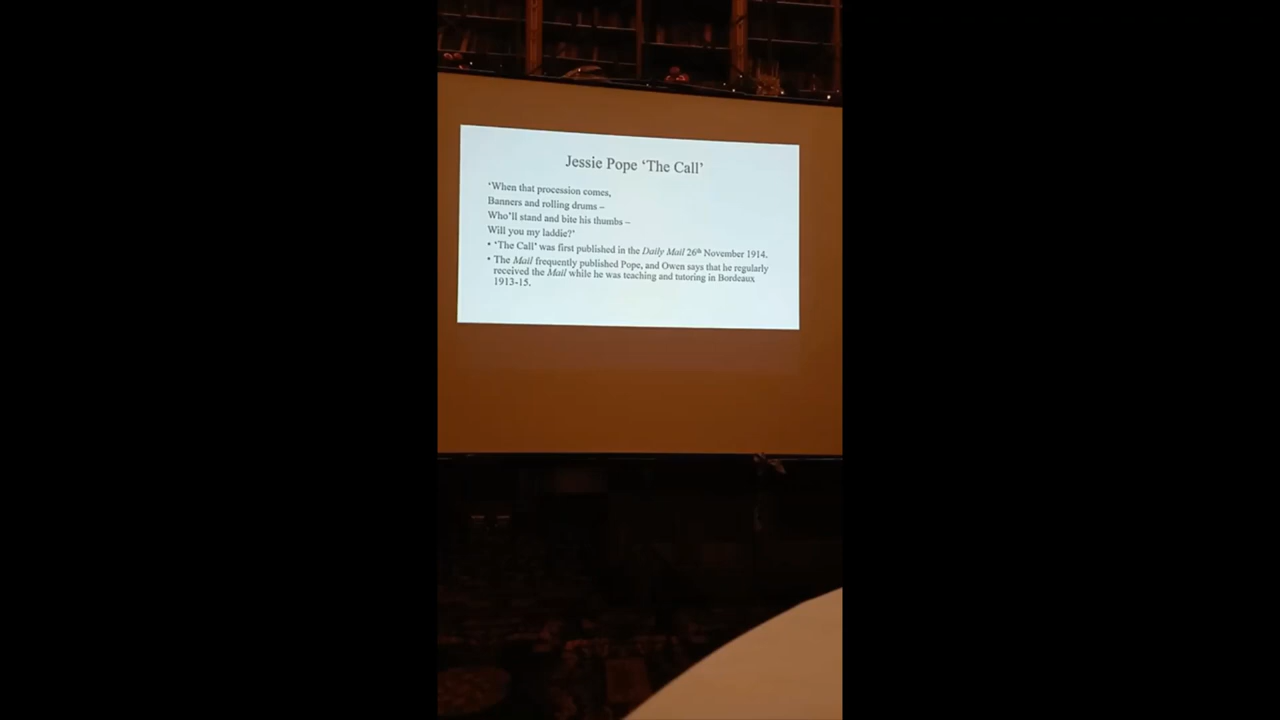 Jessie Pope ‘The Call’
‘When that procession comes,
Banners and rolling drums –
Who’ll stand and bite his thumbs –
Will you my laddie?’
• ‘The Call’ was first published in the Daily Mail 26th November 1914.
• The Mail frequently published Pope, and Owen says that he regularly
received the Mail while he was teaching and tutoring in Bordeaux
1913-15.